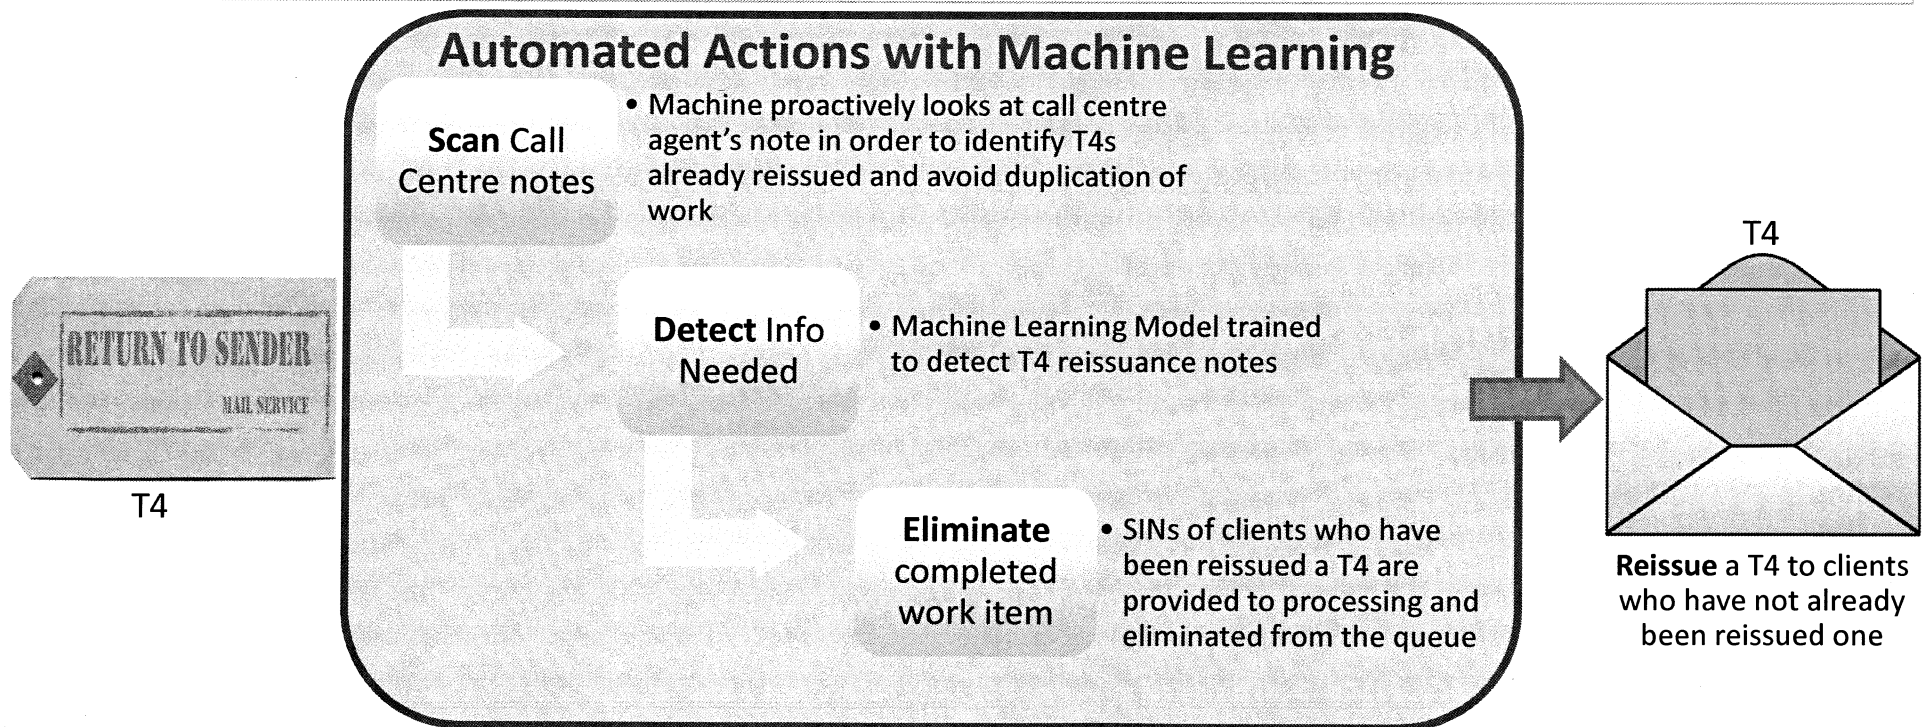 Automated Actions with Machine Learning
Scan Call
Centre notes
• Machine proactively looks at call centre
agent's note in order to identify T4s
already reissued and avoid duplication of
work
RETURN TO SENDER
MAIL SERVICE
T4
Detect Info
Needed
• Machine Learning Model trained
to detect T4 reissuance notes
Eliminate
completed
work item
• SINs of clients who have
been reissued a T4 are
provided to processing and
eliminated from the queue
T4
Reissue a T4 to clients
who have not already
been reissued one